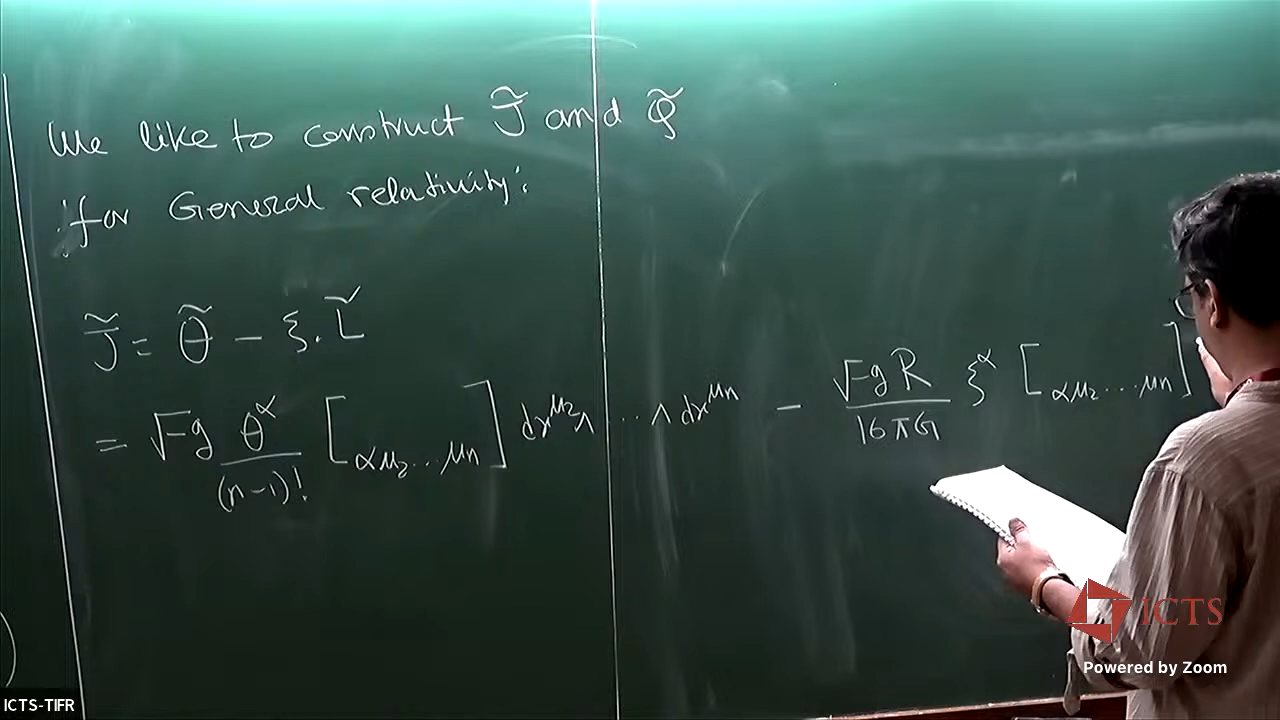 We like to construct J̃ and Q̃
for General relativity:
J̃ = θ̃ − ξ. L̃
= √-g θ^α/(n-1)! [αμ₂...μn] dx^μ₂ ∧ ... ∧ dx^μn − √-g R/16πG ξ^α [αμ₂...μn]
ICTS
Powered by Zoom
ICTS-TIFR